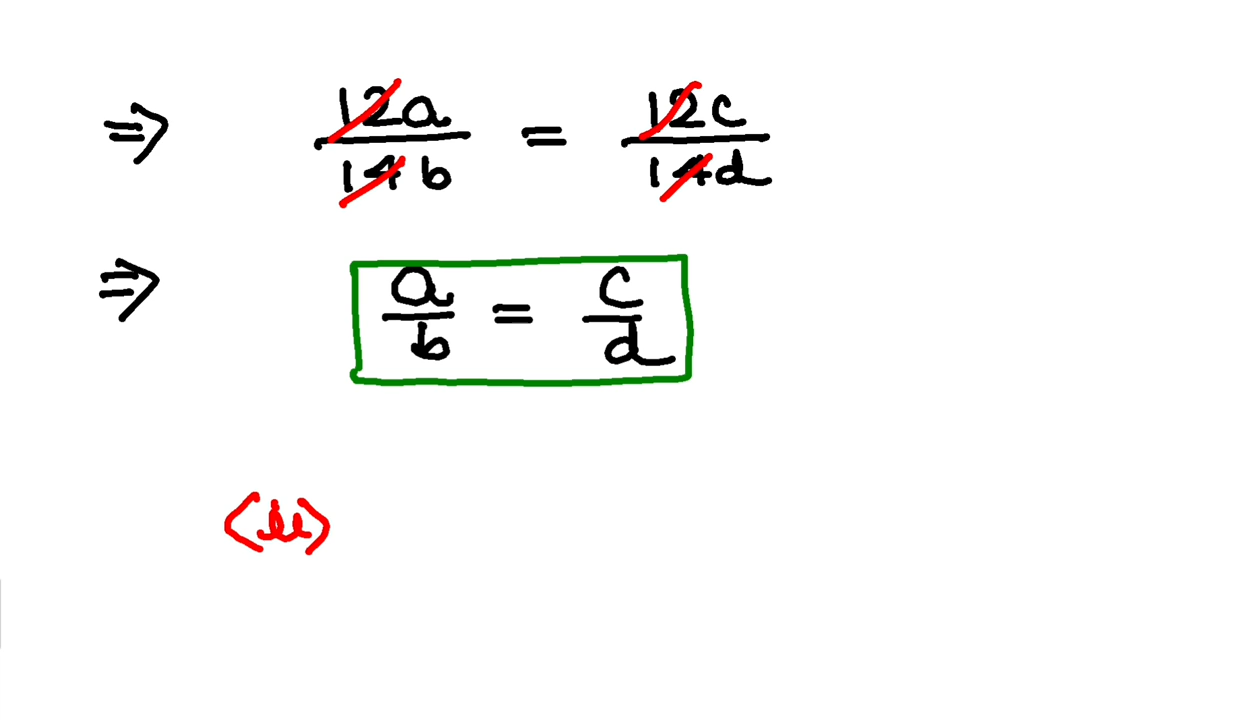 ⇒ 12a/14b = 12c/14d
⇒ a/b = c/d
(ii)